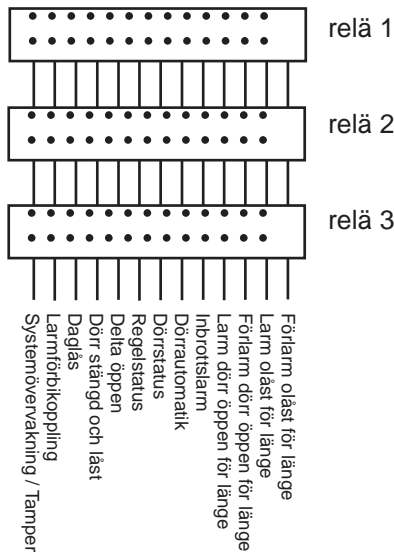 relä 1
relä 2
relä 3
Systemövervakning / Tamper
Larmförbikoppling
Daglås
Dörr stängd och låst
Delta öppen
Regelstatus
Dörrstatus
Dörrautomatik
Inbrottslarm
Larm dörr öppen för länge
Förlarm dörr öppen för länge
Larm olåst för länge
Förlarm olåst för länge